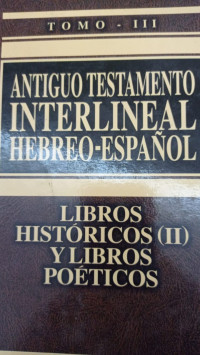 TOMO - III
ANTIGUO TESTAMENTO
INTERLINEAL
HEBREO-ESPAÑOL
LIBROS
HISTÓRICOS (II)
Y LIBROS
POÉTICOS